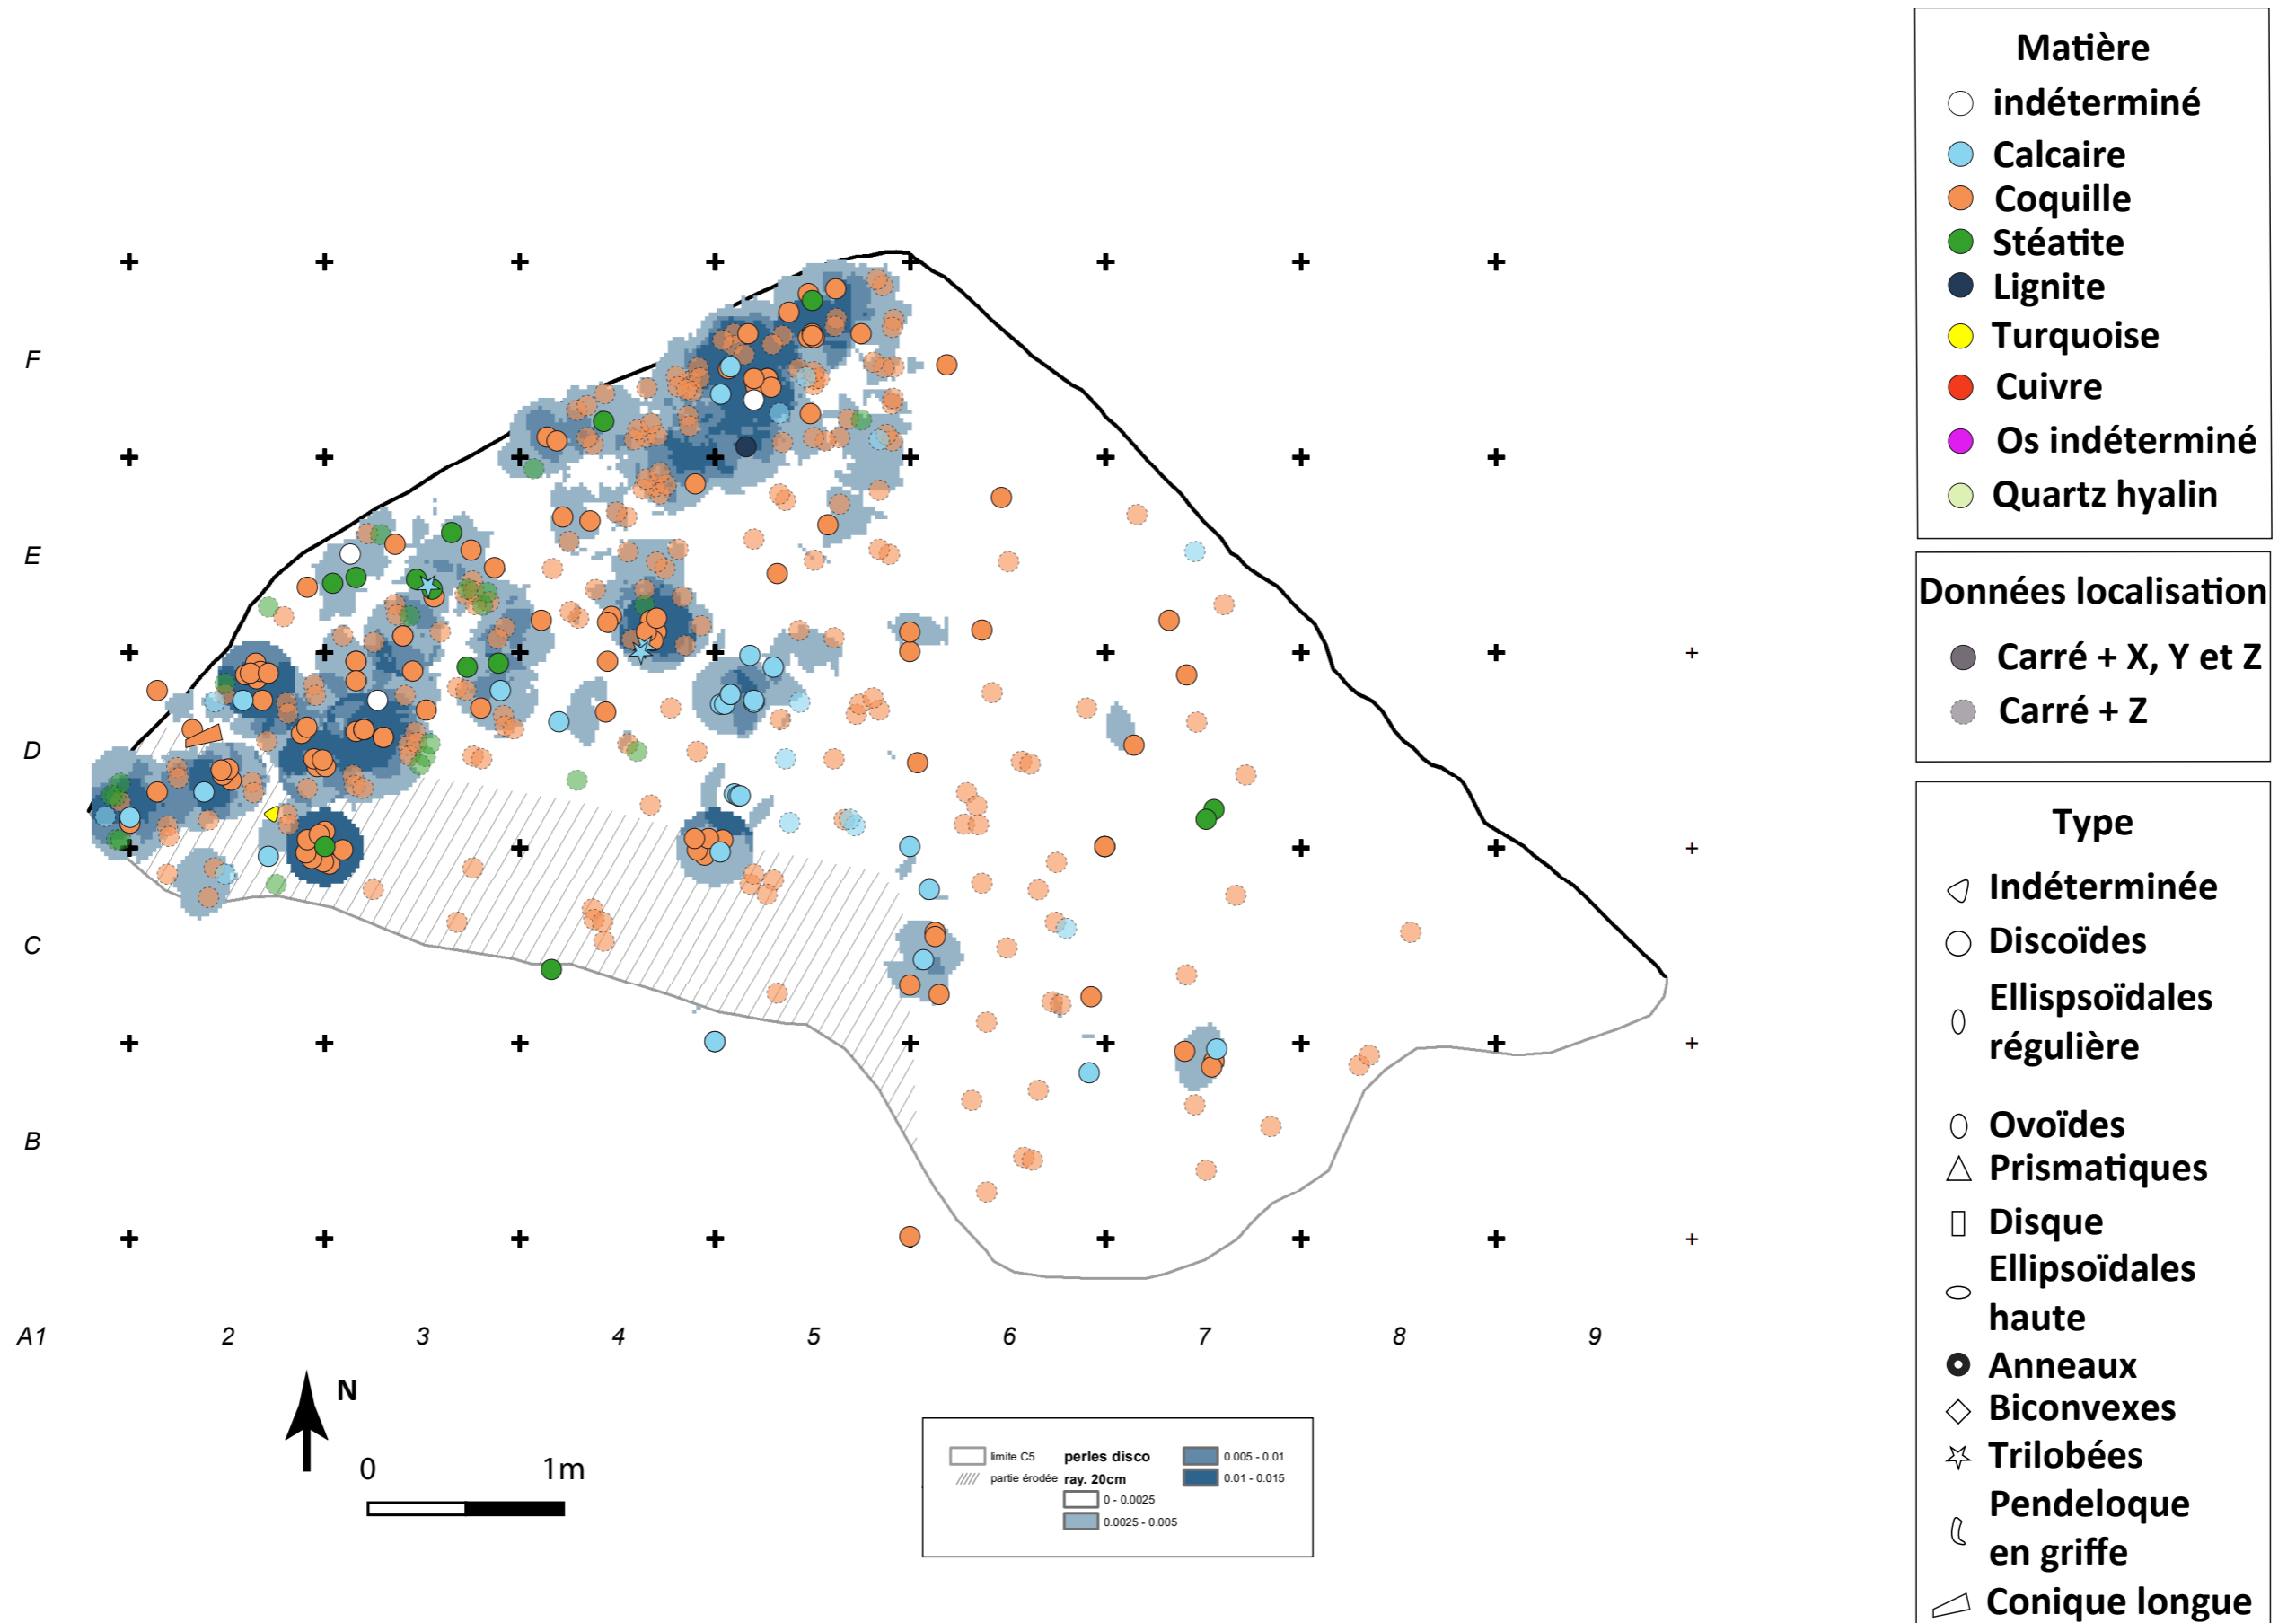 Matière
indéterminé
Calcaire
Coquille
Stéatite
Lignite
Turquoise
Cuivre
Os indéterminé
Quartz hyalin
Données localisation
Carré + X, Y et Z
Carré + Z
Type
Indéterminée
Discoïdes
Ellispsoïdales
régulière
Ovoïdes
Prismatiques
Disque
Ellipsoïdales
haute
Anneaux
Biconvexes
Trilobées
Pendeloque
en griffe
Conique longue
F
E
D
C
B
A1 2 3 4 5 6 7 8 9
N
0 1m
limite C5 perles disco 0.005 - 0.01
partie érodée ray. 20cm 0.01 - 0.015
0 - 0.0025
0.0025 - 0.005